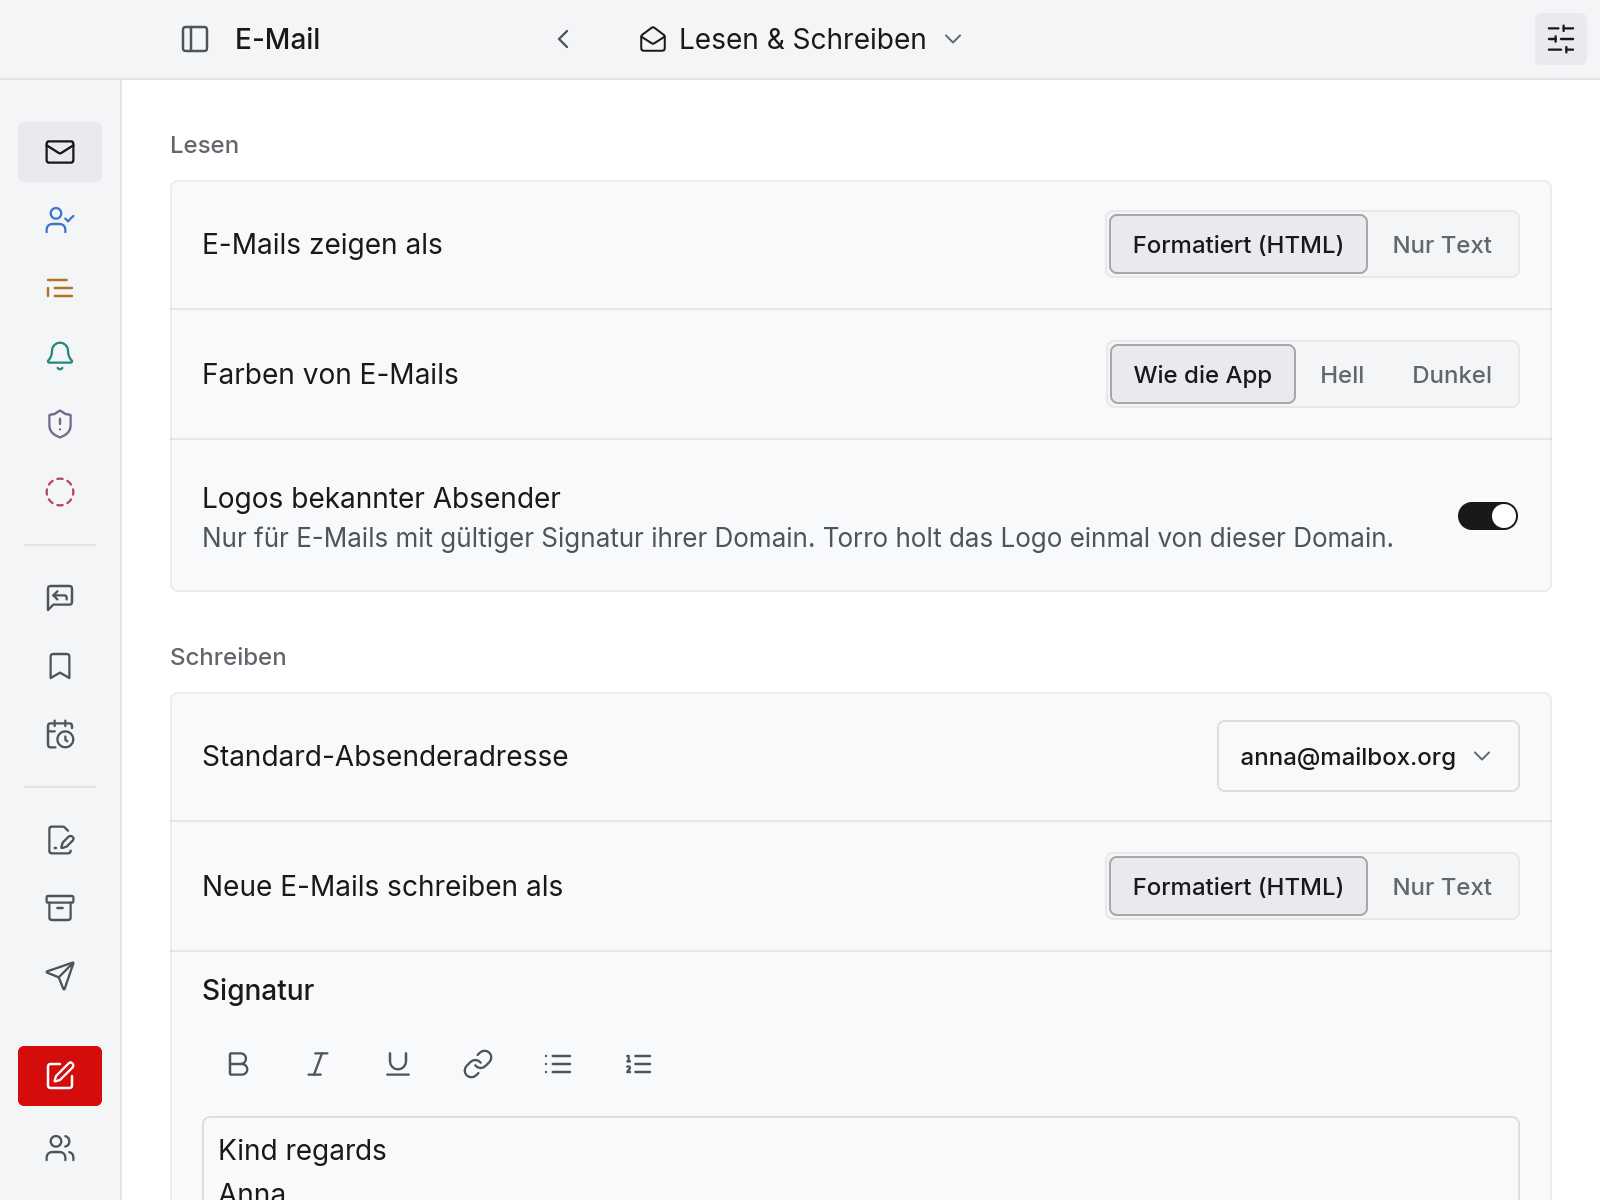 E-Mail
Lesen & Schreiben
Lesen
E-Mails zeigen als
Formatiert (HTML)
Nur Text
Farben von E-Mails
Wie die App
Hell
Dunkel
Logos bekannter Absender
Nur für E-Mails mit gültiger Signatur ihrer Domain. Torro holt das Logo einmal von dieser Domain.
Schreiben
Standard-Absenderadresse
anna@mailbox.org
Neue E-Mails schreiben als
Formatiert (HTML)
Nur Text
Signatur
Kind regards
Anna